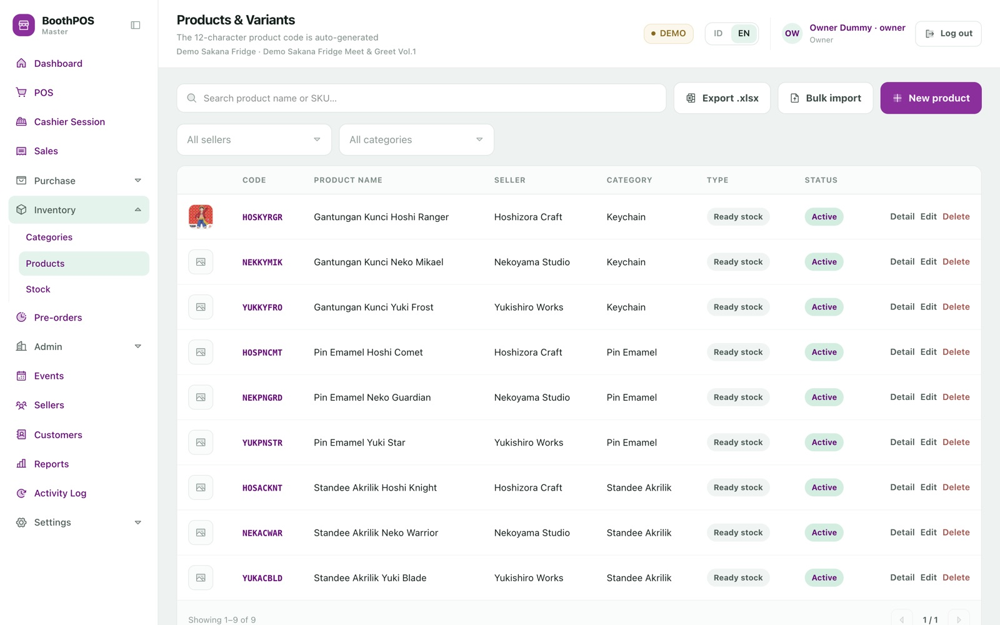 BoothPOS
Master
Dashboard
POS
Cashier Session
Sales
Purchase
Inventory
Categories
Products
Stock
Pre-orders
Admin
Events
Sellers
Customers
Reports
Activity Log
Settings
Products & Variants
The 12-character product code is auto-generated
Demo Sakana Fridge · Demo Sakana Fridge Meet & Greet Vol.1
DEMO
ID EN
OW
Owner Dummy · owner
Owner
Log out
Search product name or SKU...
Export .xlsx
Bulk import
New product
All sellers
All categories
CODE PRODUCT NAME SELLER CATEGORY TYPE STATUS
HOSKYRGR Gantungan Kunci Hoshi Ranger Hoshizora Craft Keychain Ready stock Active Detail Edit Delete
NEKKYMIK Gantungan Kunci Neko Mikael Nekoyama Studio Keychain Ready stock Active Detail Edit Delete
YUKKYFRO Gantungan Kunci Yuki Frost Yukishiro Works Keychain Ready stock Active Detail Edit Delete
HOSPNCMT Pin Emamel Hoshi Comet Hoshizora Craft Pin Emamel Ready stock Active Detail Edit Delete
NEKPNGRD Pin Emamel Neko Guardian Nekoyama Studio Pin Emamel Ready stock Active Detail Edit Delete
YUKPNSTR Pin Emamel Yuki Star Yukishiro Works Pin Emamel Ready stock Active Detail Edit Delete
HOSACKNT Standee Akrilik Hoshi Knight Hoshizora Craft Standee Akrilik Ready stock Active Detail Edit Delete
NEKACWAR Standee Akrilik Neko Warrior Nekoyama Studio Standee Akrilik Ready stock Active Detail Edit Delete
YUKACBLD Standee Akrilik Yuki Blade Yukishiro Works Standee Akrilik Ready stock Active Detail Edit Delete
Showing 1–9 of 9
1 / 1